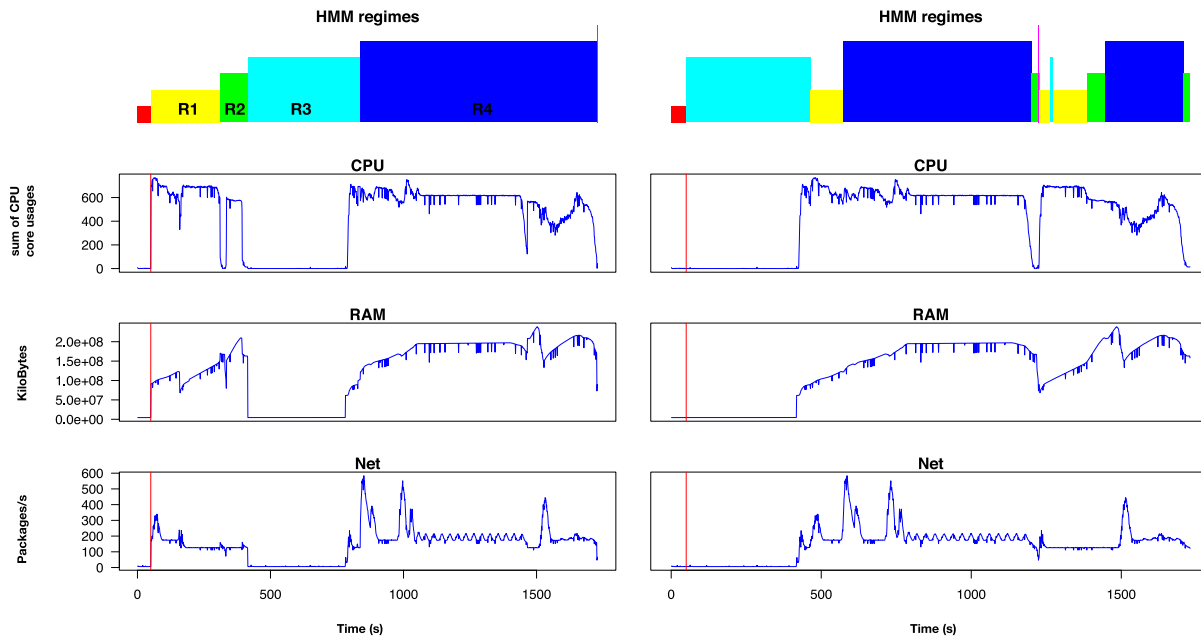 HMM regimes
HMM regimes
R1
R2
R3
R4
CPU
CPU
sum of CPU
core usages
600
400
200
0
RAM
RAM
KiloBytes
2.0e+08
1.5e+08
1.0e+08
5.0e+07
0.0e+00
Net
Net
Packages/s
600
500
400
300
200
100
0
0
500
1000
1500
0
500
1000
1500
Time (s)
Time (s)